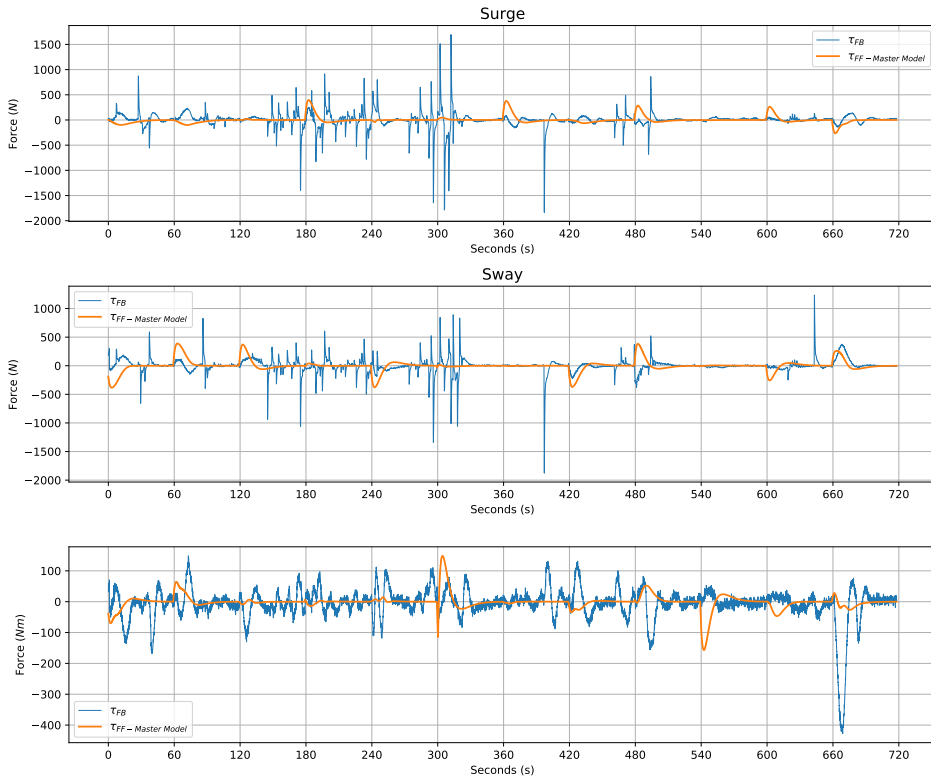 Surge
Force (N)
1500
1000
500
0
−500
−1000
−1500
−2000
τFB
τFF − Master Model
0 60 120 180 240 300 360 420 480 540 600 660 720
Seconds (s)
Sway
Force (N)
1000
500
0
−500
−1000
−1500
−2000
τFB
τFF − Master Model
0 60 120 180 240 300 360 420 480 540 600 660 720
Seconds (s)
Force (Nm)
100
0
−100
−200
−300
−400
τFB
τFF − Master Model
0 60 120 180 240 300 360 420 480 540 600 660 720
Seconds (s)